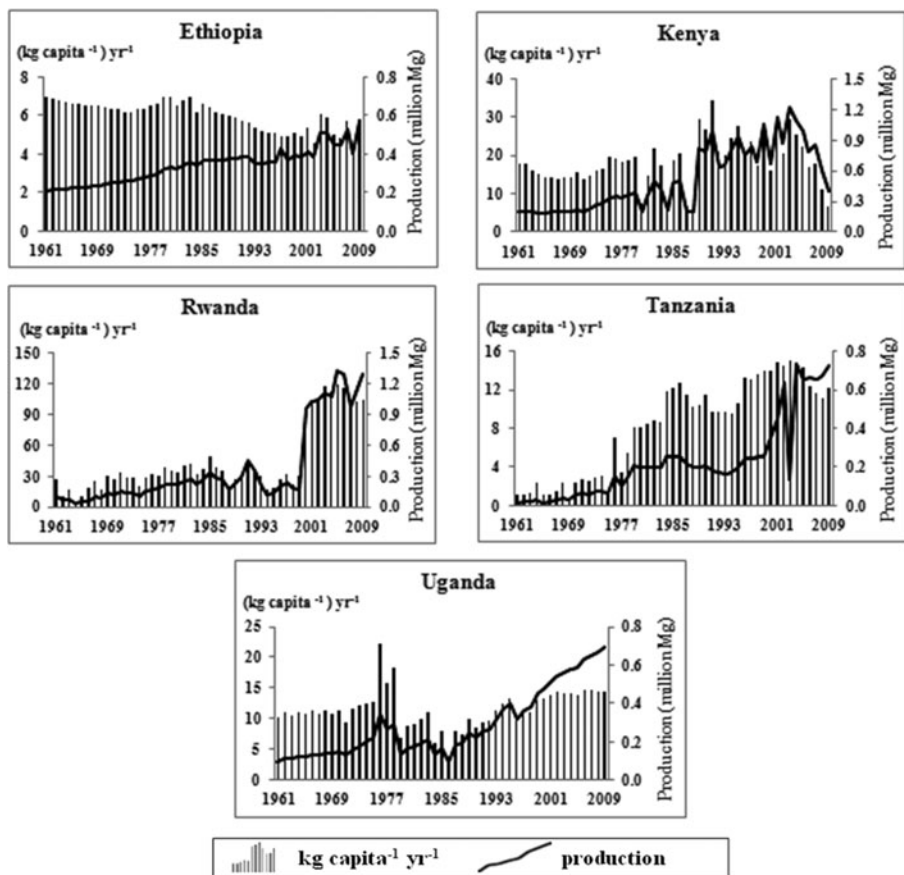 Ethiopia
(kg capita ⁻¹ ) yr⁻¹
8
6
4
2
0
0.8
0.6
0.4
0.2
0.0
Production (million Mg)
1961 1969 1977 1985 1993 2001 2009
Kenya
(kg capita ⁻¹ ) yr⁻¹
40
30
20
10
0
1.5
1.2
0.9
0.6
0.3
0.0
Production (million Mg)
1961 1969 1977 1985 1993 2001 2009
Rwanda
(kg capita ⁻¹ ) yr⁻¹
150
120
90
60
30
0
1.5
1.2
0.9
0.6
0.3
0.0
Production (million Mg)
1961 1969 1977 1985 1993 2001 2009
Tanzania
(kg capita ⁻¹ ) yr⁻¹
16
12
8
4
0
0.8
0.6
0.4
0.2
0.0
Production (million Mg)
1961 1969 1977 1985 1993 2001 2009
Uganda
(kg capita ⁻¹ ) yr⁻¹
25
20
15
10
5
0
0.8
0.6
0.4
0.2
0.0
Production (million Mg)
1961 1969 1977 1985 1993 2001 2009
kg capita⁻¹ yr⁻¹ production